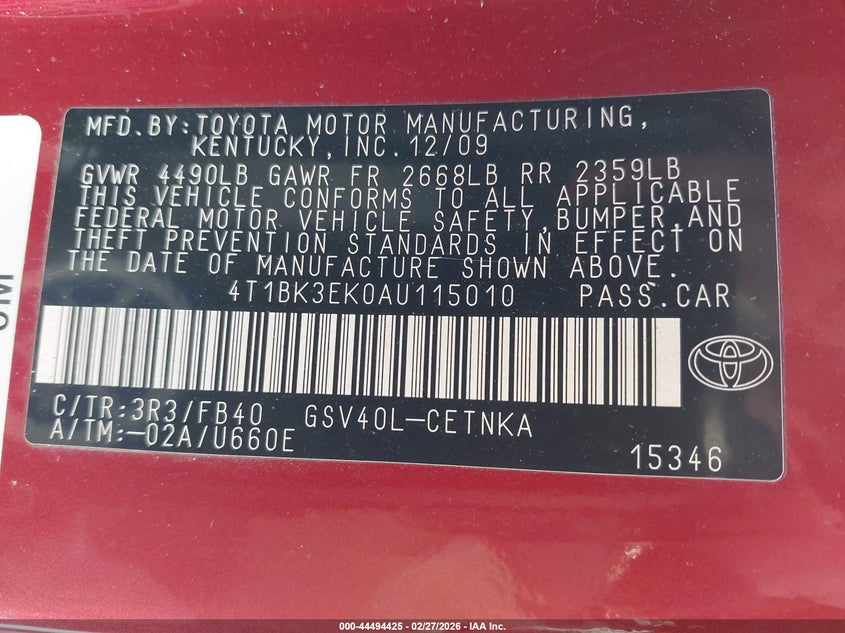 MFD.BY:TOYOTA MOTOR MANUFACTURING,
KENTUCKY,INC.12/09
GVWR 4490LB GAWR FR 2668LB RR 2359LB
THIS VEHICLE CONFORMS TO ALL APPLICABLE
FEDERAL MOTOR VEHICLE SAFETY,BUMPER,AND
THEFT PREVENTION STANDARDS IN EFFECT ON
THE DATE OF MANUFACTURE SHOWN ABOVE.
4T1BK3EK0AU115010 PASS.CAR
C/TR:3R3/FB40 GSV40L-CETNKA
A/TM:-02A/U660E
15346
000-44494425 - 02/27/2026 - IAA Inc.